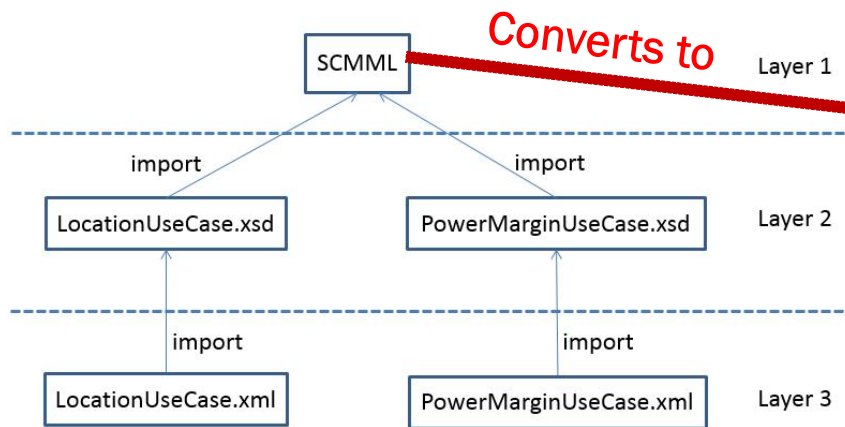 Converts to
SCMML
Layer 1
import
import
LocationUseCase.xsd
PowerMarginUseCase.xsd
Layer 2
import
import
LocationUseCase.xml
PowerMarginUseCase.xml
Layer 3